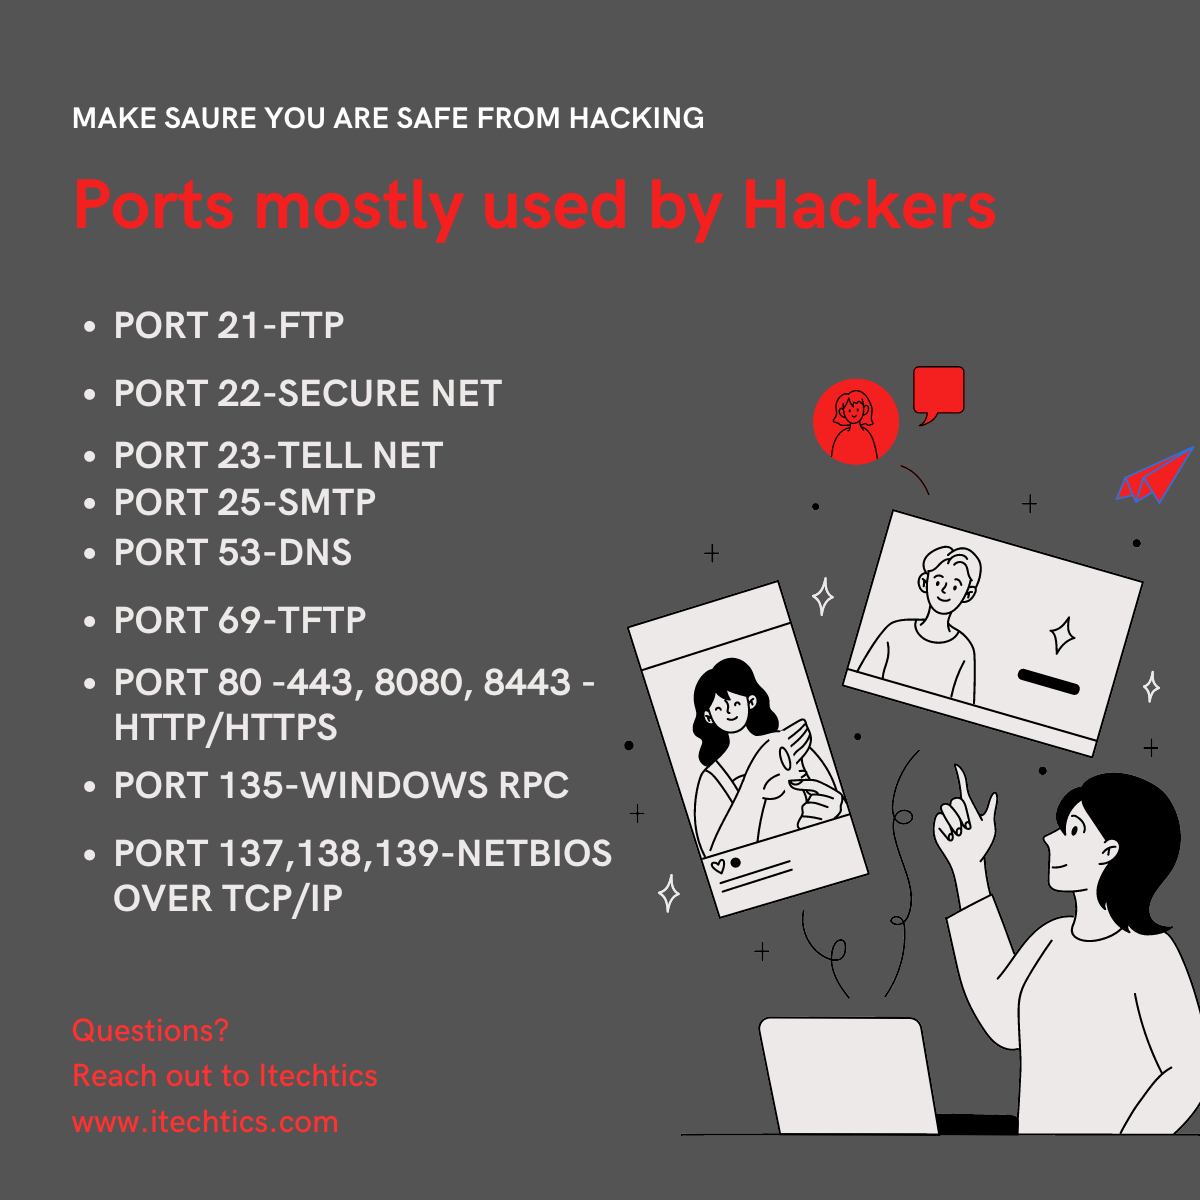 MAKE SAURE YOU ARE SAFE FROM HACKING
Ports mostly used by Hackers
• PORT 21-FTP
• PORT 22-SECURE NET
• PORT 23-TELL NET
• PORT 25-SMTP
• PORT 53-DNS
• PORT 69-TFTP
• PORT 80 -443, 8080, 8443 -
HTTP/HTTPS
• PORT 135-WINDOWS RPC
• PORT 137,138,139-NETBIOS
OVER TCP/IP
Questions?
Reach out to Itechtics
www.itechtics.com